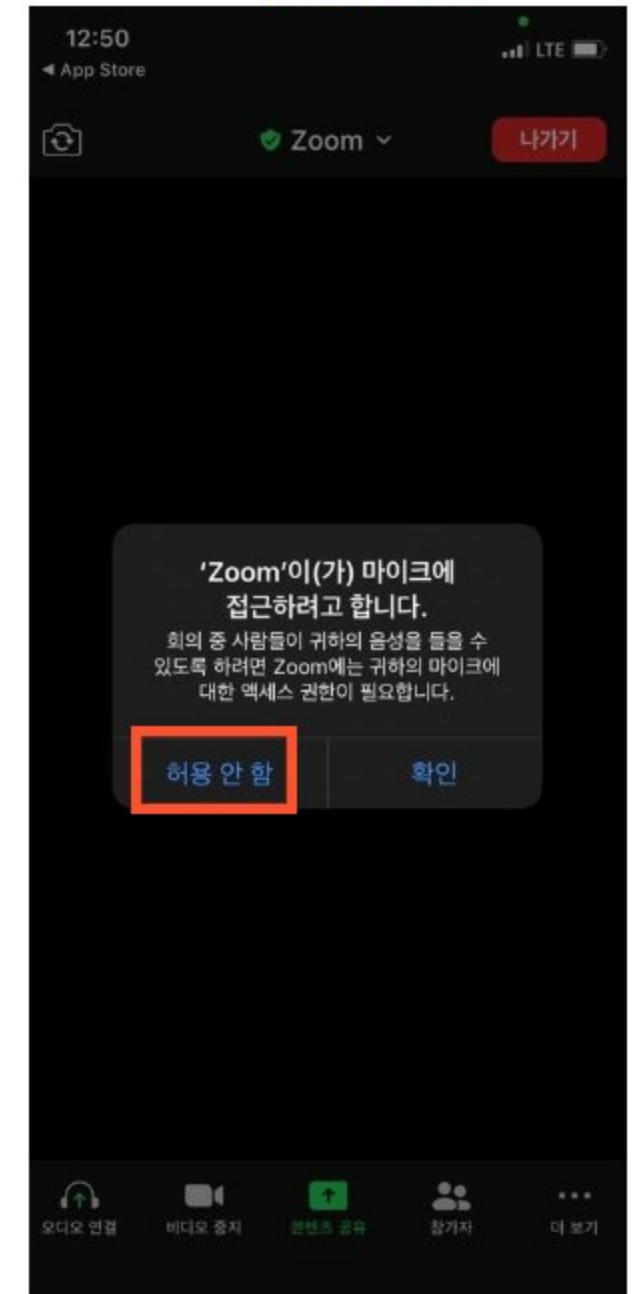 12:50
LTE
◀ App Store
Zoom
나가기
‘Zoom’이(가) 마이크에
접근하려고 합니다.
회의 중 사람들이 귀하의 음성을 들을 수
있도록 하려면 Zoom에는 귀하의 마이크에
대한 액세스 권한이 필요합니다.
허용 안 함
확인
오디오 연결
비디오 중지
콘텐츠 공유
참가자
더 보기